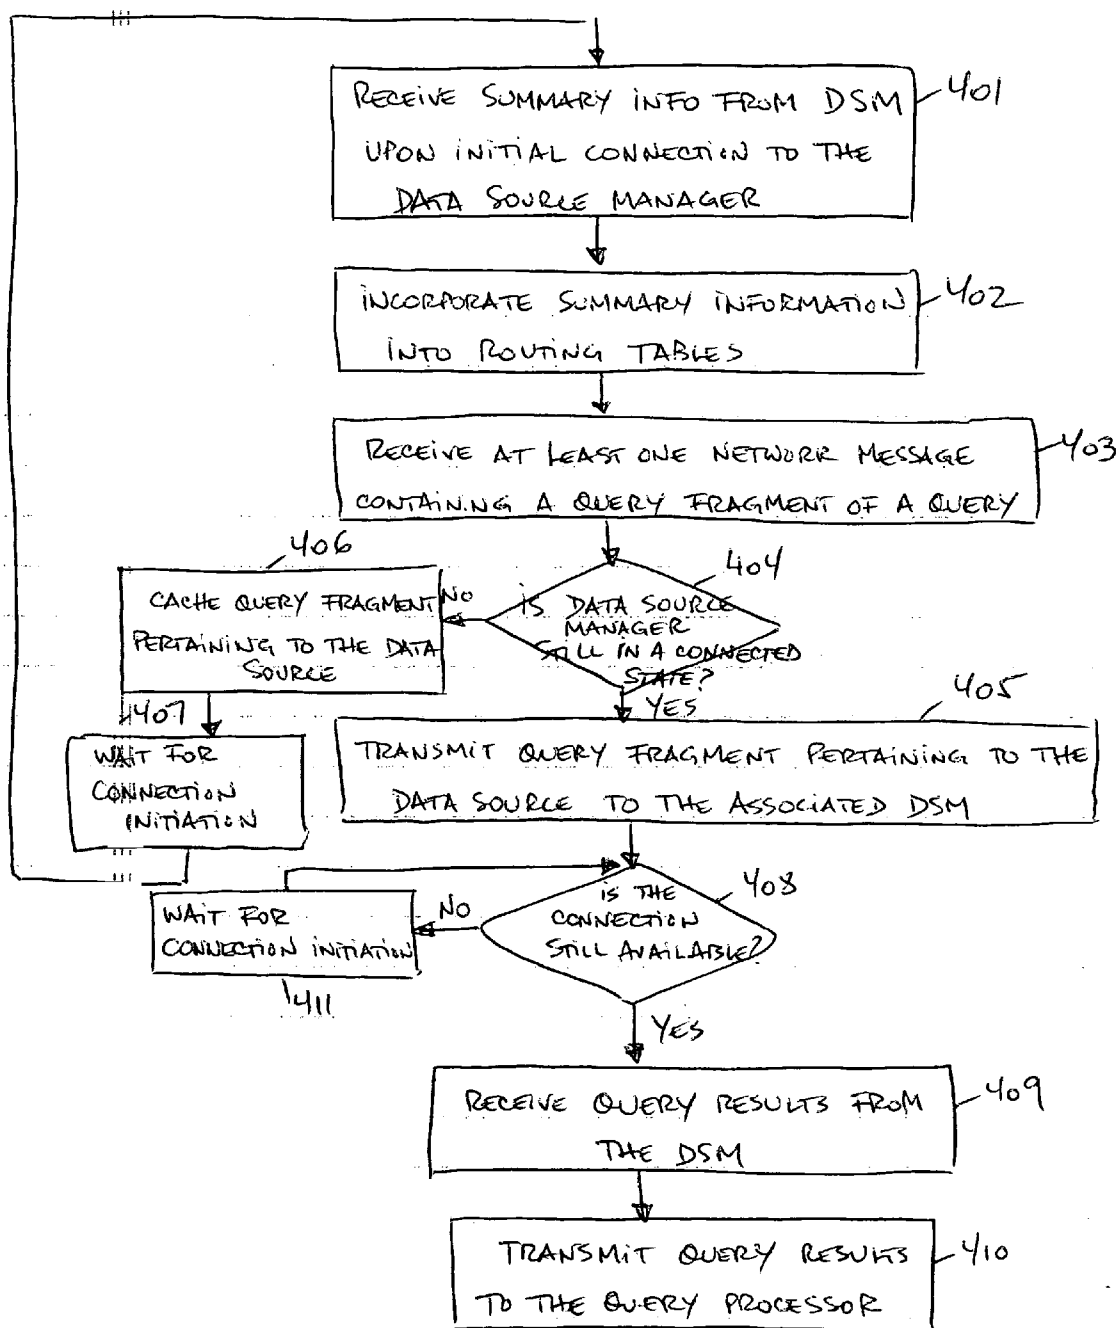 RECEIVE SUMMARY INFO FROM DSM
UPON INITIAL CONNECTION TO THE
DATA SOURCE MANAGER
401
INCORPORATE SUMMARY INFORMATION
INTO ROUTING TABLES
402
RECEIVE AT LEAST ONE NETWORK MESSAGE
CONTAINING A QUERY FRAGMENT OF A QUERY
403
406
CACHE QUERY FRAGMENT
PERTAINING TO THE DATA
SOURCE
NO
404
IS DATA SOURCE
MANAGER
STILL IN A CONNECTED
STATE?
YES
405
407
WAIT FOR
CONNECTION
INITIATION
TRANSMIT QUERY FRAGMENT PERTAINING TO THE
DATA SOURCE TO THE ASSOCIATED DSM
408
IS THE
CONNECTION
STILL AVAILABLE?
NO
WAIT FOR
CONNECTION INITIATION
411
YES
RECEIVE QUERY RESULTS FROM
THE DSM
409
TRANSMIT QUERY RESULTS
TO THE QUERY PROCESSOR
410